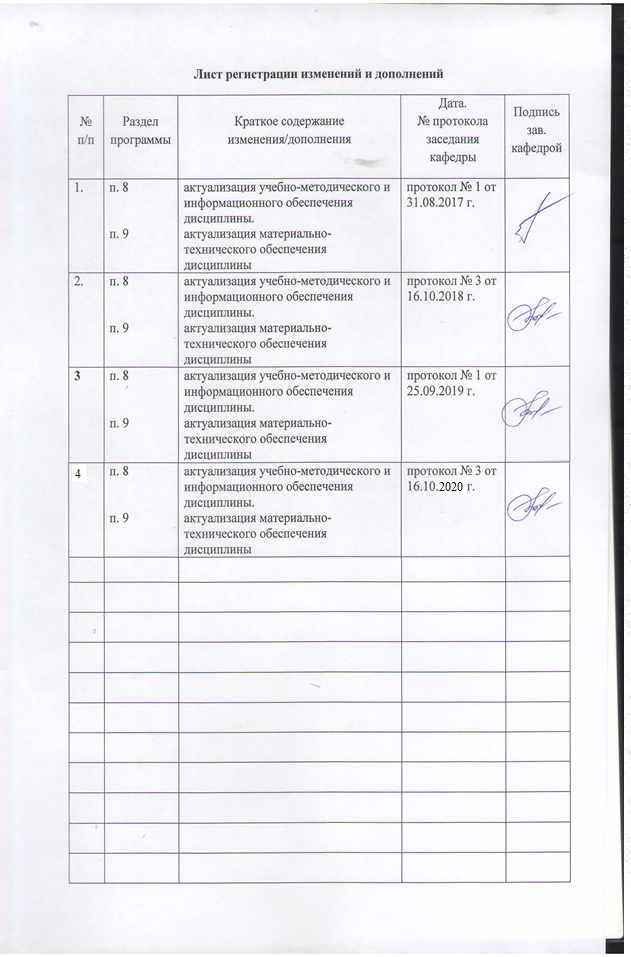 Лист регистрации изменений и дополнений
№
п/п
Раздел
программы
Краткое содержание
изменения/дополнения
Дата.
№ протокола
заседания
кафедры
Подпись
зав.
кафедрой
1.
п. 8
актуализация учебно-методического и
информационного обеспечения
дисциплины.
п. 9
актуализация материально-
технического обеспечения
дисциплины
протокол № 1 от
31.08.2017 г.
2.
п. 8
актуализация учебно-методического и
информационного обеспечения
дисциплины.
п. 9
актуализация материально-
технического обеспечения
дисциплины
протокол № 3 от
16.10.2018 г.
3
п. 8
актуализация учебно-методического и
информационного обеспечения
дисциплины.
п. 9
актуализация материально-
технического обеспечения
дисциплины
протокол № 1 от
25.09.2019 г.
4
п. 8
актуализация учебно-методического и
информационного обеспечения
дисциплины.
п. 9
актуализация материально-
технического обеспечения
дисциплины
протокол № 3 от
16.10.2020 г.